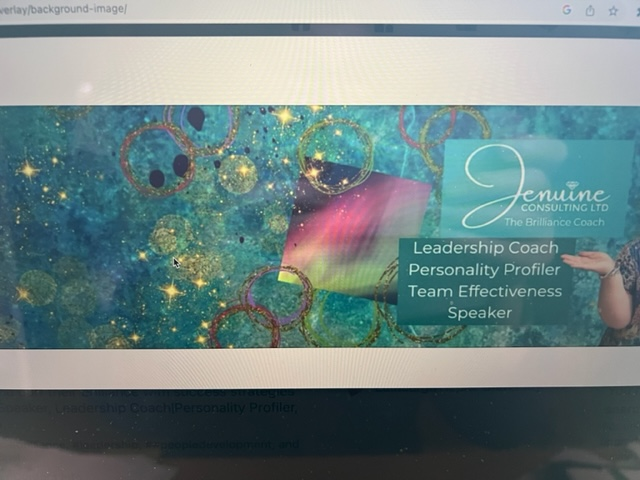 verlay/background-image/
Jenuine
CONSULTING LTD
The Brilliance Coach
Leadership Coach
Personality Profiler
Team Effectiveness
Speaker
Speaker, Leadership Coach|Personality Profiler,